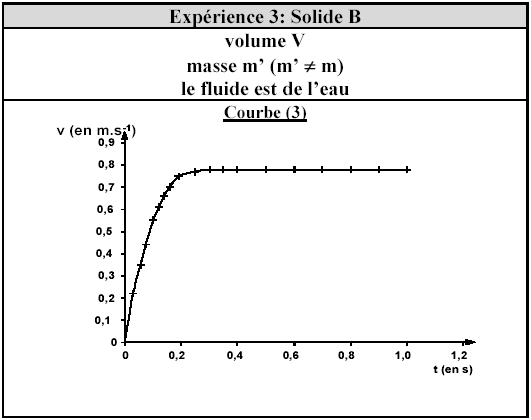 Expérience 3: Solide B
volume V
masse m’ (m’ ≠ m)
le fluide est de l’eau
Courbe (3)
v (en m.s-1)
0,9
0,8
0,7
0,6
0,5
0,4
0,3
0,2
0,1
0
0 0,2 0,4 0,6 0,8 1,0 1,2
t (en s)